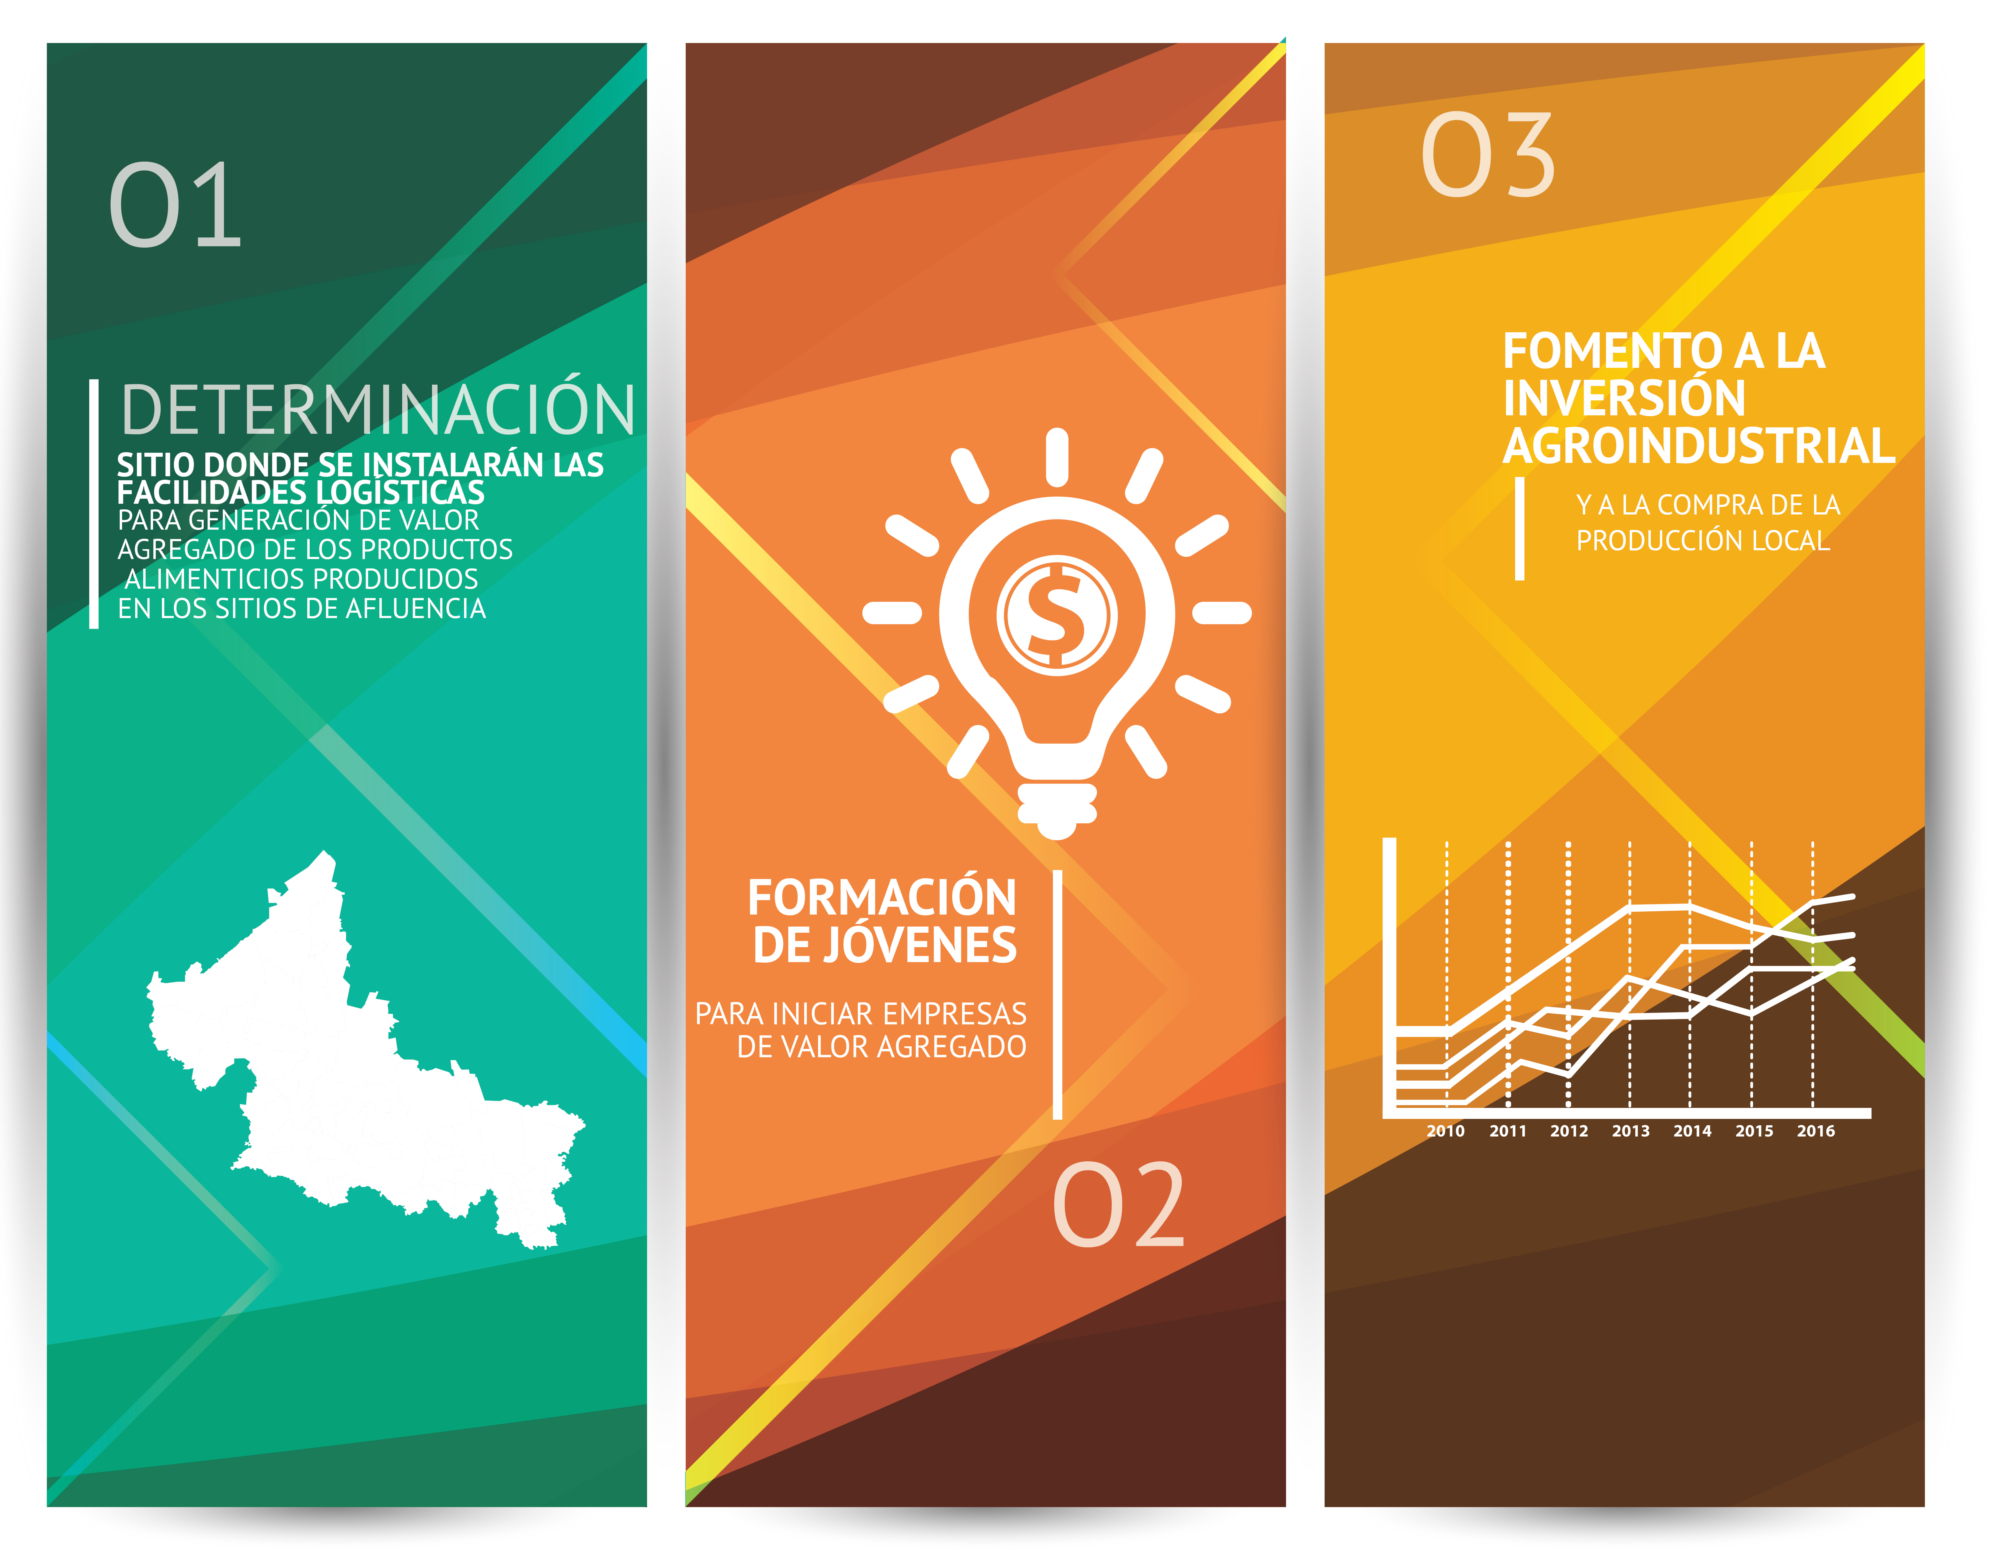 01
DETERMINACIÓN
SITIO DONDE SE INSTALARÁN LAS
FACILIDADES LOGÍSTICAS
PARA GENERACIÓN DE VALOR
AGREGADO DE LOS PRODUCTOS
ALIMENTICIOS PRODUCIDOS
EN LOS SITIOS DE AFLUENCIA
$
FORMACIÓN
DE JÓVENES
PARA INICIAR EMPRESAS
DE VALOR AGREGADO
02
03
FOMENTO A LA
INVERSIÓN
AGROINDUSTRIAL
Y A LA COMPRA DE LA
PRODUCCIÓN LOCAL
2010 2011 2012 2013 2014 2015 2016